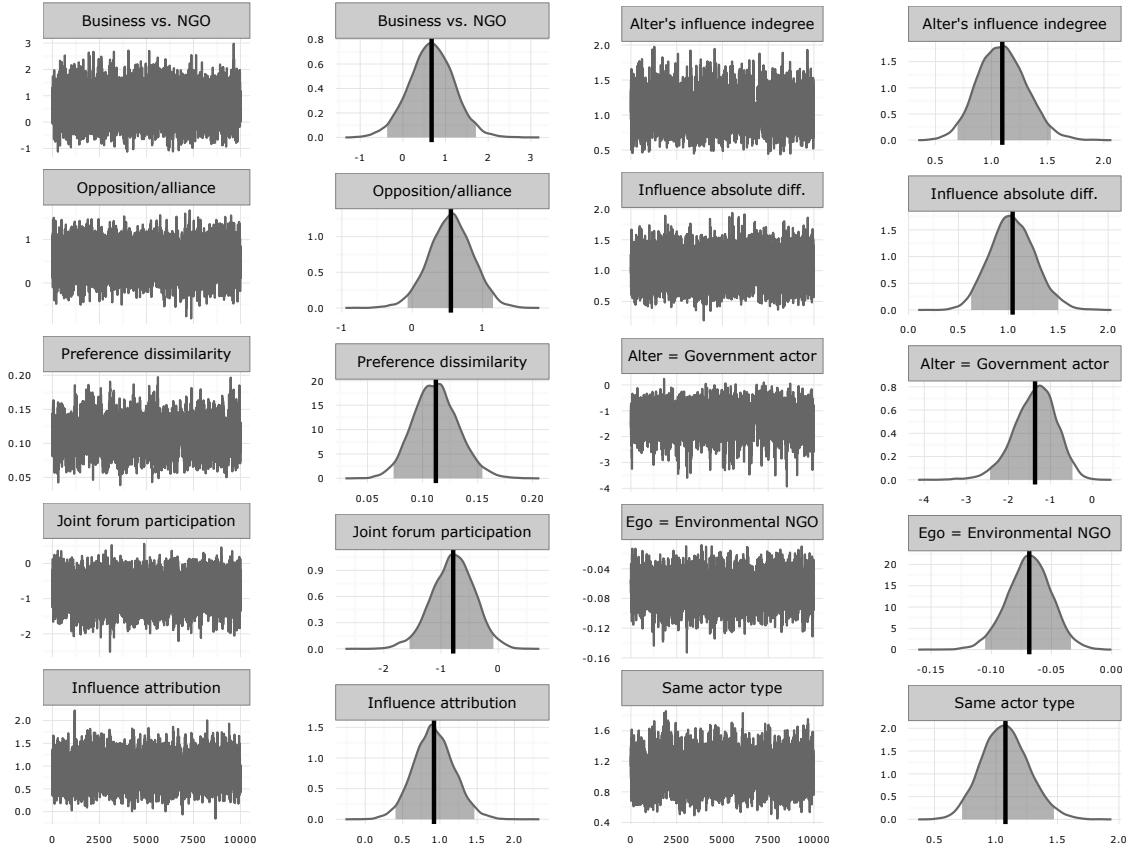 Business vs. NGO
3
2
1
0
-1
Business vs. NGO
0.8
0.6
0.4
0.2
0.0
-1 0 1 2 3
Alter's influence indegree
2.0
1.5
1.0
0.5
Alter's influence indegree
1.5
1.0
0.5
0.0
0.5 1.0 1.5 2.0
Opposition/alliance
1
0
Opposition/alliance
1.0
0.5
0.0
-1 0 1
Influence absolute diff.
2.0
1.5
1.0
0.5
Influence absolute diff.
1.5
1.0
0.5
0.0
0.0 0.5 1.0 1.5 2.0
Preference dissimilarity
0.20
0.15
0.10
0.05
Preference dissimilarity
20
15
10
5
0
0.05 0.10 0.15 0.20
Alter = Government actor
0
-1
-2
-3
-4
Alter = Government actor
0.8
0.6
0.4
0.2
0.0
-4 -3 -2 -1 0
Joint forum participation
0
-1
-2
Joint forum participation
0.9
0.6
0.3
0.0
-2 -1 0
Ego = Environmental NGO
-0.04
-0.08
-0.12
-0.16
Ego = Environmental NGO
20
15
10
5
0
-0.15 -0.10 -0.05 0.00
Influence attribution
2.0
1.5
1.0
0.5
0.0
0 2500 5000 7500 10000
Influence attribution
1.5
1.0
0.5
0.0
0.0 0.5 1.0 1.5 2.0
Same actor type
1.6
1.2
0.8
0.4
0 2500 5000 7500 10000
Same actor type
2.0
1.5
1.0
0.5
0.0
0.5 1.0 1.5 2.0